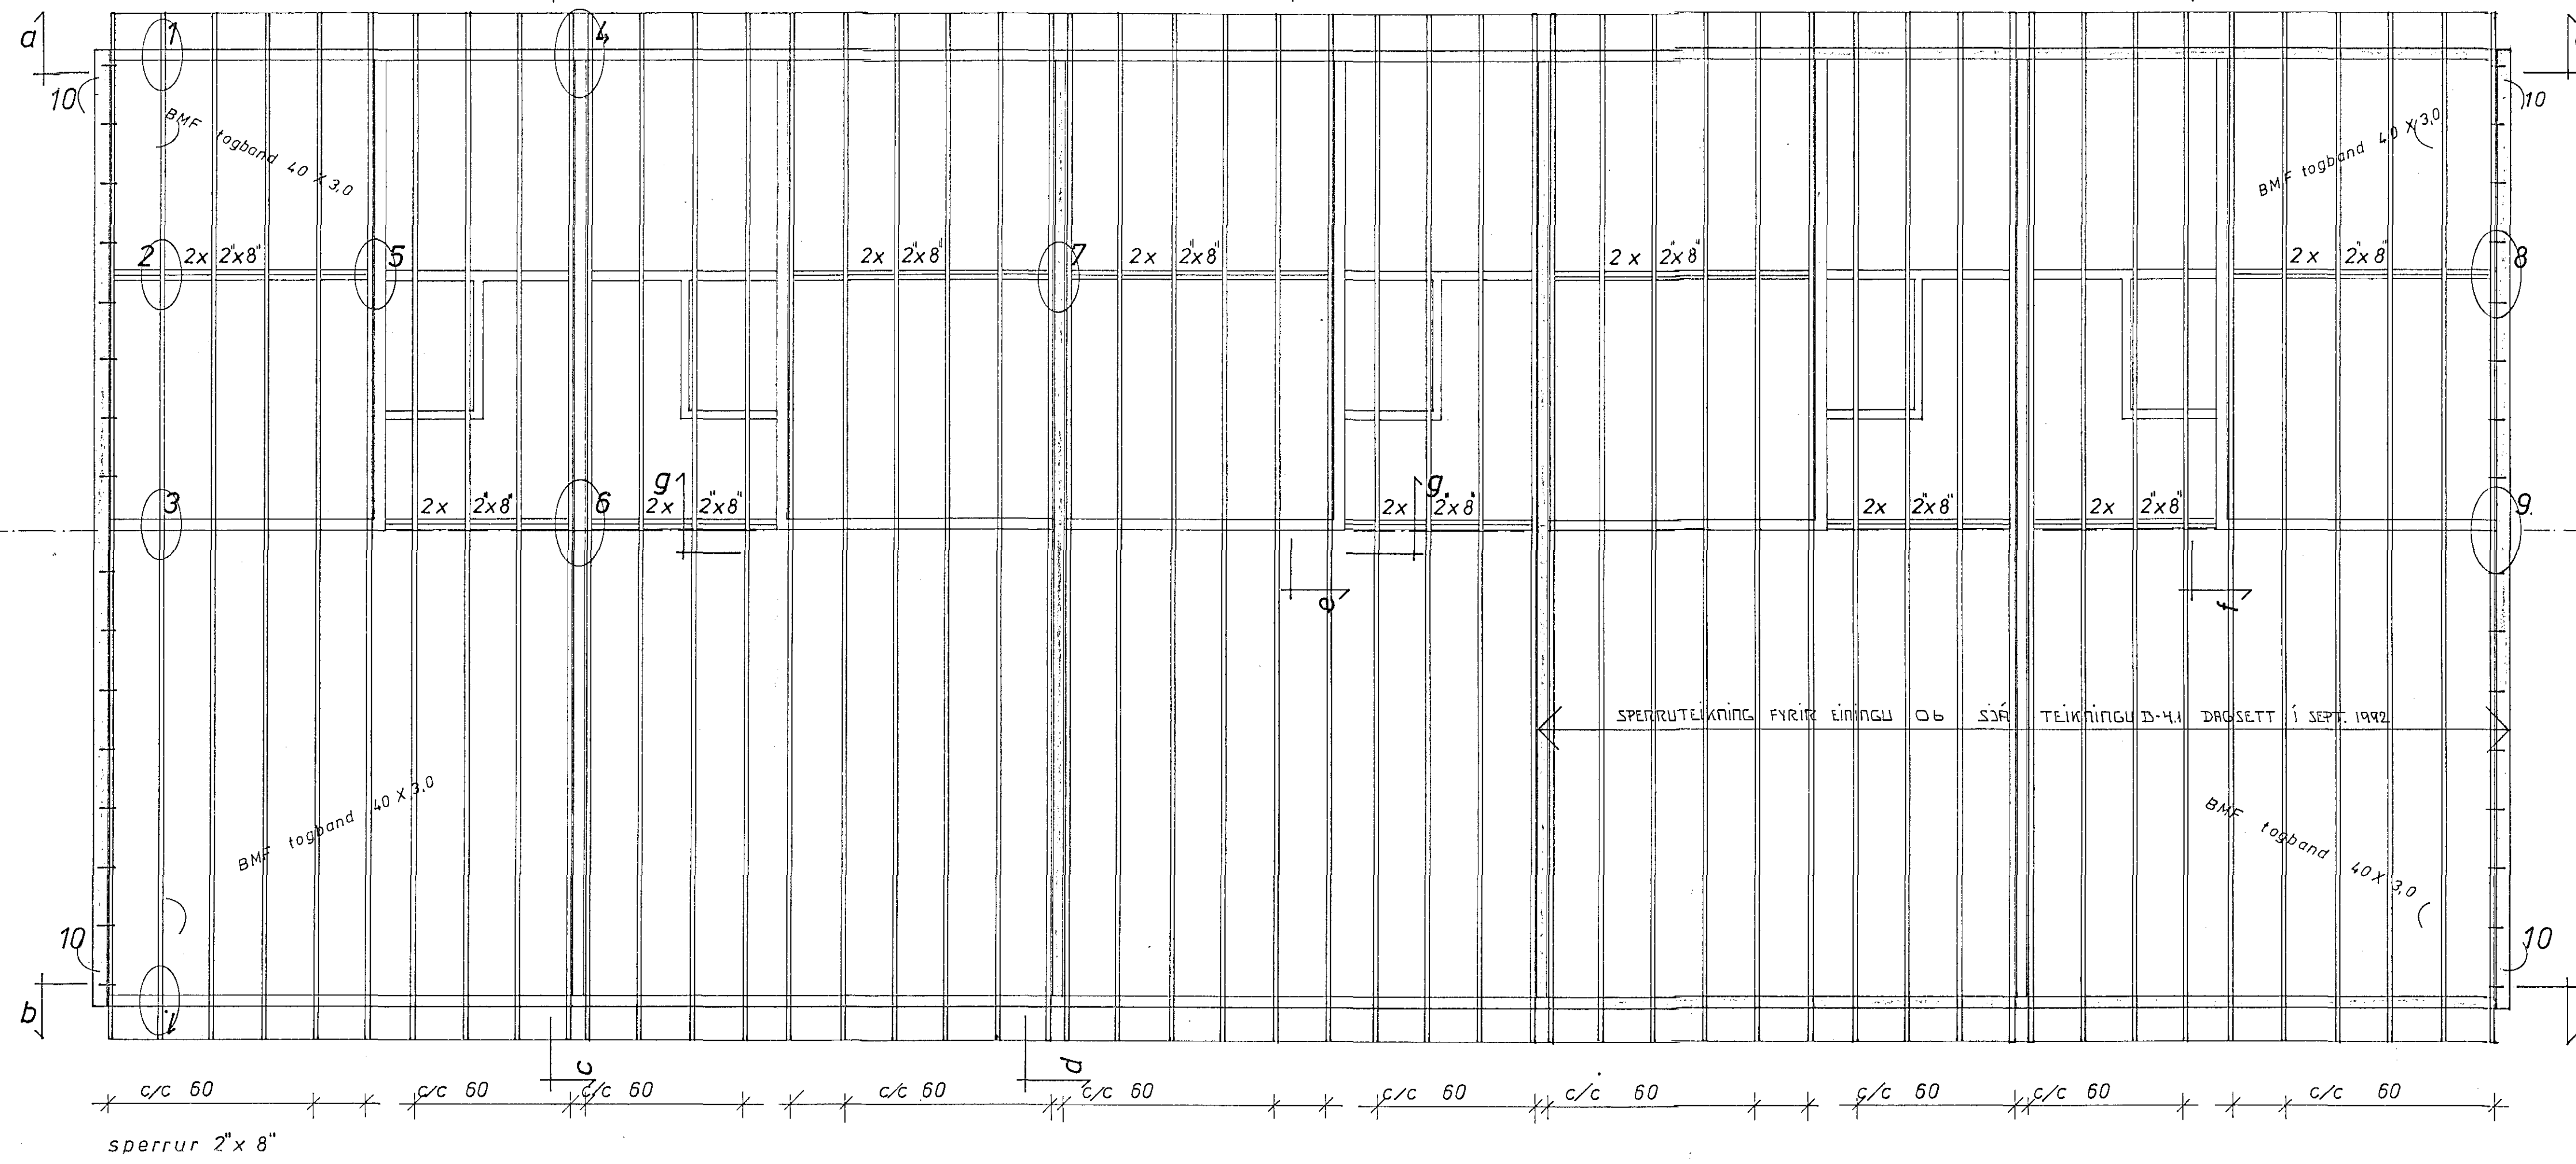 a
1
4
10
10
BMF togband 40 X 3,0
BMF togband 40 X 3,0
2
2x 2"x8"
5
2x 2"x8"
7
2x 2"x8"
2x 2"x8"
2x 2"x8"
8
3
2x 2"x8"
6
g
2x 2"x8"
g
2x 2"x8"
2x 2"x8"
2x 2"x8"
9.
e
f
SPERRUTEIKNING FYRIR EININGU 06 SJÁ TEIKNINGU D-4.1 DAGSETT Í SEPT. 1992
BMF togband 40 X 3,0
BMF togband 40 X 3,0
10
10
b
c
d
c/c 60
c/c 60
c/c 60
c/c 60
c/c 60
c/c 60
c/c 60
c/c 60
c/c 60
c/c 60
sperrur 2"x 8"